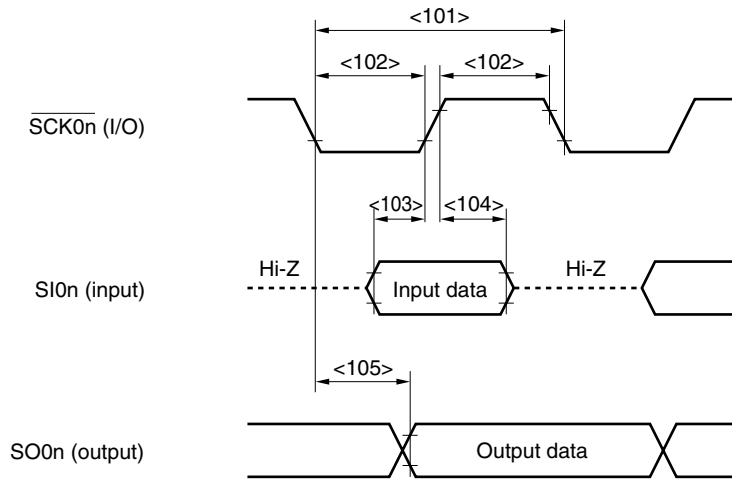 <101>
<102> <102>
SCK0n (I/O)
<103> <104>
Hi-Z Hi-Z
SI0n (input) Input data
<105>
SO0n (output) Output data